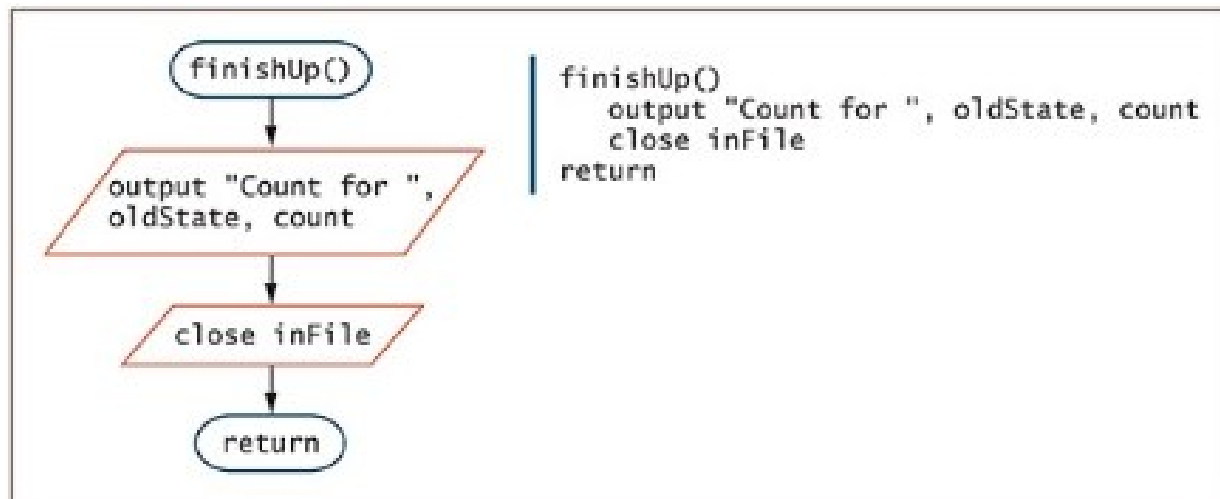 finishUp()
output "Count for ",
oldState, count
close inFile
return
finishUp()
output "Count for ", oldState, count
close inFile
return